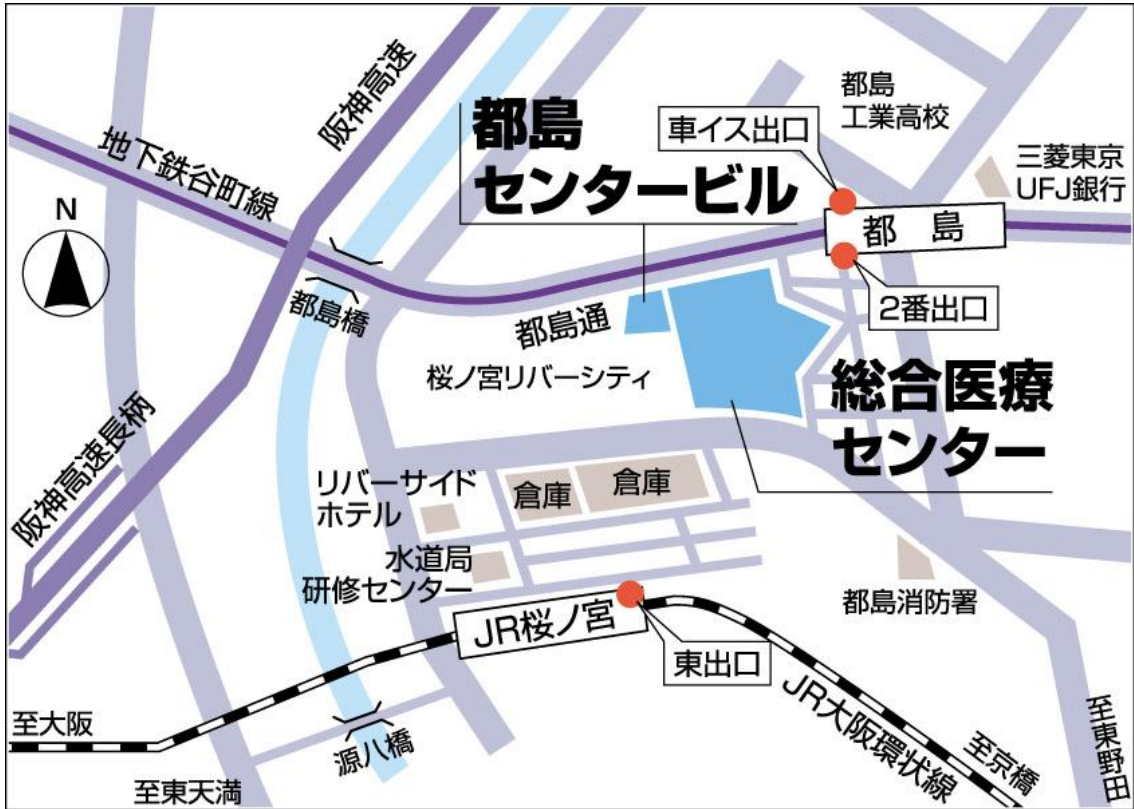 阪神高速
地下鉄谷町線
N
都島
センタービル
車イス出口
都島
工業高校
三菱東京
UFJ銀行
都 島
2番出口
都島橋
都島通
桜ノ宮リバーシティ
総合医療
センター
阪神高速長柄
リバーサイド
ホテル
倉庫
倉庫
水道局
研修センター
都島消防署
JR桜ノ宮
東出口
JR大阪環状線
至大阪
源八橋
至京橋
至東野田
至東天満